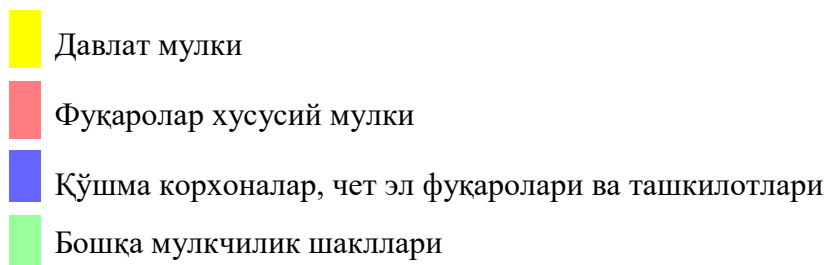 Давлат мулки
Фуқаролар хусусий мулки
Қўшма корхоналар, чет эл фуқаролари ва ташкилотлари
Бошқа мулкчилик шакллари